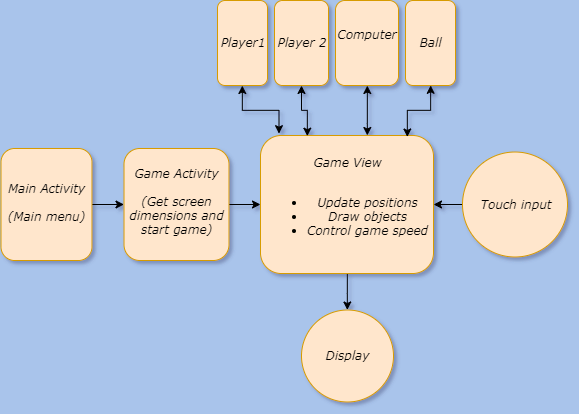 Player1
Player 2
Computer
Ball
Main Activity
(Main menu)
Game Activity
(Get screen
dimensions and
start game)
Game View
• Update positions
• Draw objects
• Control game speed
Touch input
Display